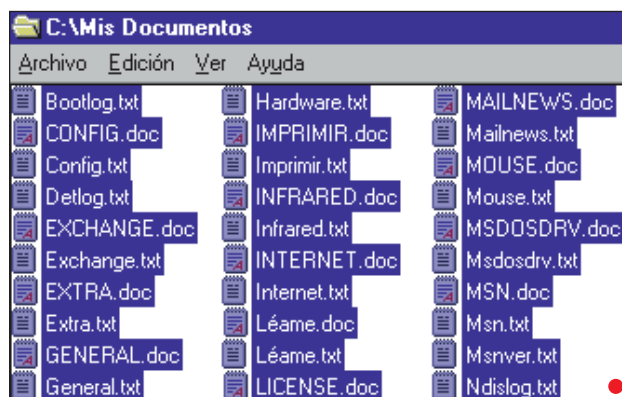 C:\Mis Documentos
Archivo Edición Ver Ayuda
Bootlog.txt Hardware.txt MAILNEWS.doc
CONFIG.doc IMPRIMIR.doc Mailnews.txt
Config.txt Imprimir.txt MOUSE.doc
Detlog.txt INFRARED.doc Mouse.txt
EXCHANGE.doc Infrared.txt MSDOSDRV.doc
Exchange.txt INTERNET.doc Msdosdrv.txt
EXTRA.doc Internet.txt MSN.doc
Extra.txt Léame.doc Msn.txt
GENERAL.doc Léame.txt Msnver.txt
General.txt LICENSE.doc Ndislog.txt